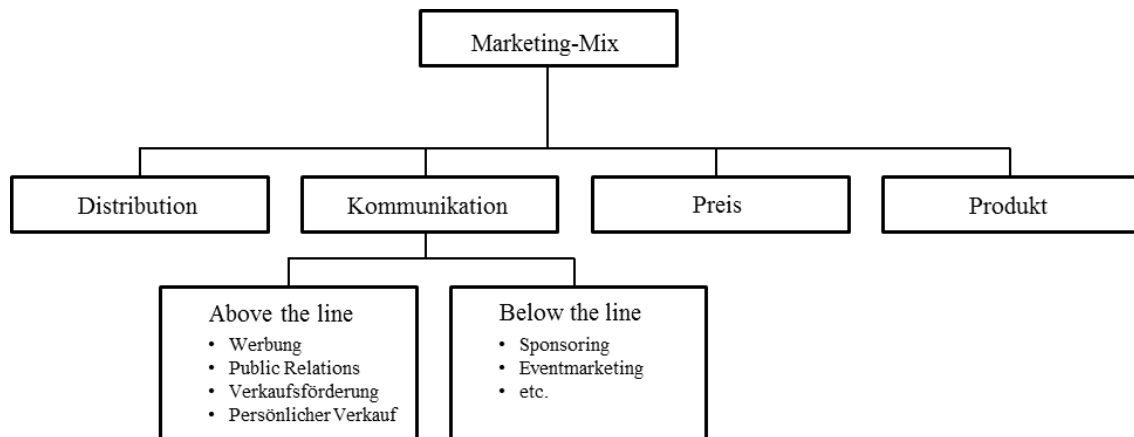 Marketing-Mix
Distribution
Kommunikation
Preis
Produkt
Above the line
• Werbung
• Public Relations
• Verkaufsförderung
• Persönlicher Verkauf
Below the line
• Sponsoring
• Eventmarketing
• etc.